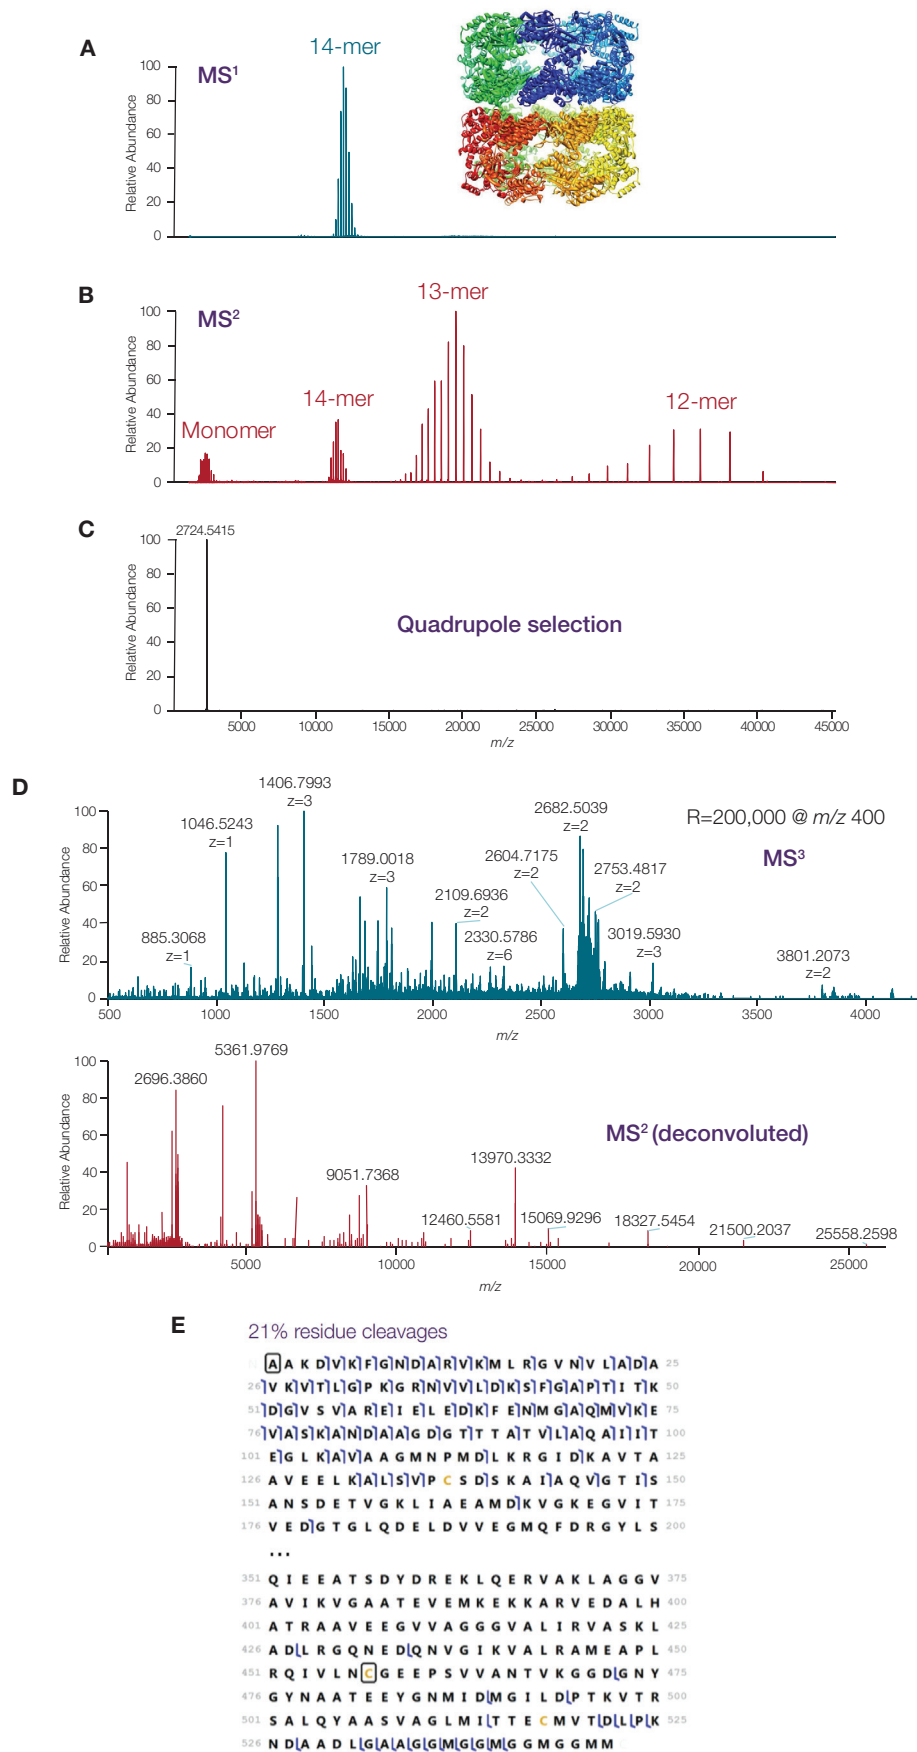 A
14-mer
MS¹
100
80
60
40
20
0
Relative Abundance
B
13-mer
MS²
14-mer
12-mer
Monomer
100
80
60
40
20
0
Relative Abundance
C
2724.5415
100
80
60
40
20
0
Relative Abundance
Quadrupole selection
5000 10000 15000 20000 25000 30000 35000 40000 45000
m/z
D
1406.7993
z=3
1046.5243
z=1
2682.5039
z=2
R=200,000 @ m/z 400
MS³
1789.0018
z=3
2604.7175
z=2
2753.4817
z=2
2109.6936
z=2
885.3068
z=1
2330.5786
z=6
3019.5930
z=3
3801.2073
z=2
100
80
60
40
20
0
Relative Abundance
500 1000 1500 2000 2500 3000 3500 4000
m/z
5361.9769
2696.3860
MS² (deconvoluted)
13970.3332
9051.7368
12460.5581
15069.9296
18327.5454
21500.2037
25558.2598
100
80
60
40
20
0
Relative Abundance
5000 10000 15000 20000 25000
m/z
E
21% residue cleavages
A A K D V K F G N D A R V K M L R G V N V L A D A 25
26 V K V T L G P K G R N V V L D K S F G A P T I T K 50
51 D G V S V A R E I E L E D K F E N M G A Q M V K E 75
76 V A S K A N D A A G D G T T T A T V L A Q A I I T 100
101 E G L K A V A A G M N P M D L K R G I D K A V T A 125
126 A V E E L K A L S V P C S D S K A I A Q V G T I S 150
151 A N S D E T V G K L I A E A M D K V G K E G V I T 175
176 V E D G T G L Q D E L D V V E G M Q F D R G Y L S 200
...
351 Q I E E A T S D Y D R E K L Q E R V A K L A G G V 375
376 A V I K V G A A T E V E M K E K K A R V E D A L H 400
401 A T R A A V E E G V V A G G G V A L I R V A S K L 425
426 A D L R G Q N E D Q N V G I K V A L R A M E A P L 450
451 R Q I V L N C G E E P S V V A N T V K G G D G N Y 475
476 G Y N A A T E E Y G N M I D M G I L D P T K V T R 500
501 S A L Q Y A A S V A G L M I T T E C M V T D L P K 525
526 N D A A D L G A A G G M G G M G G M G G M M